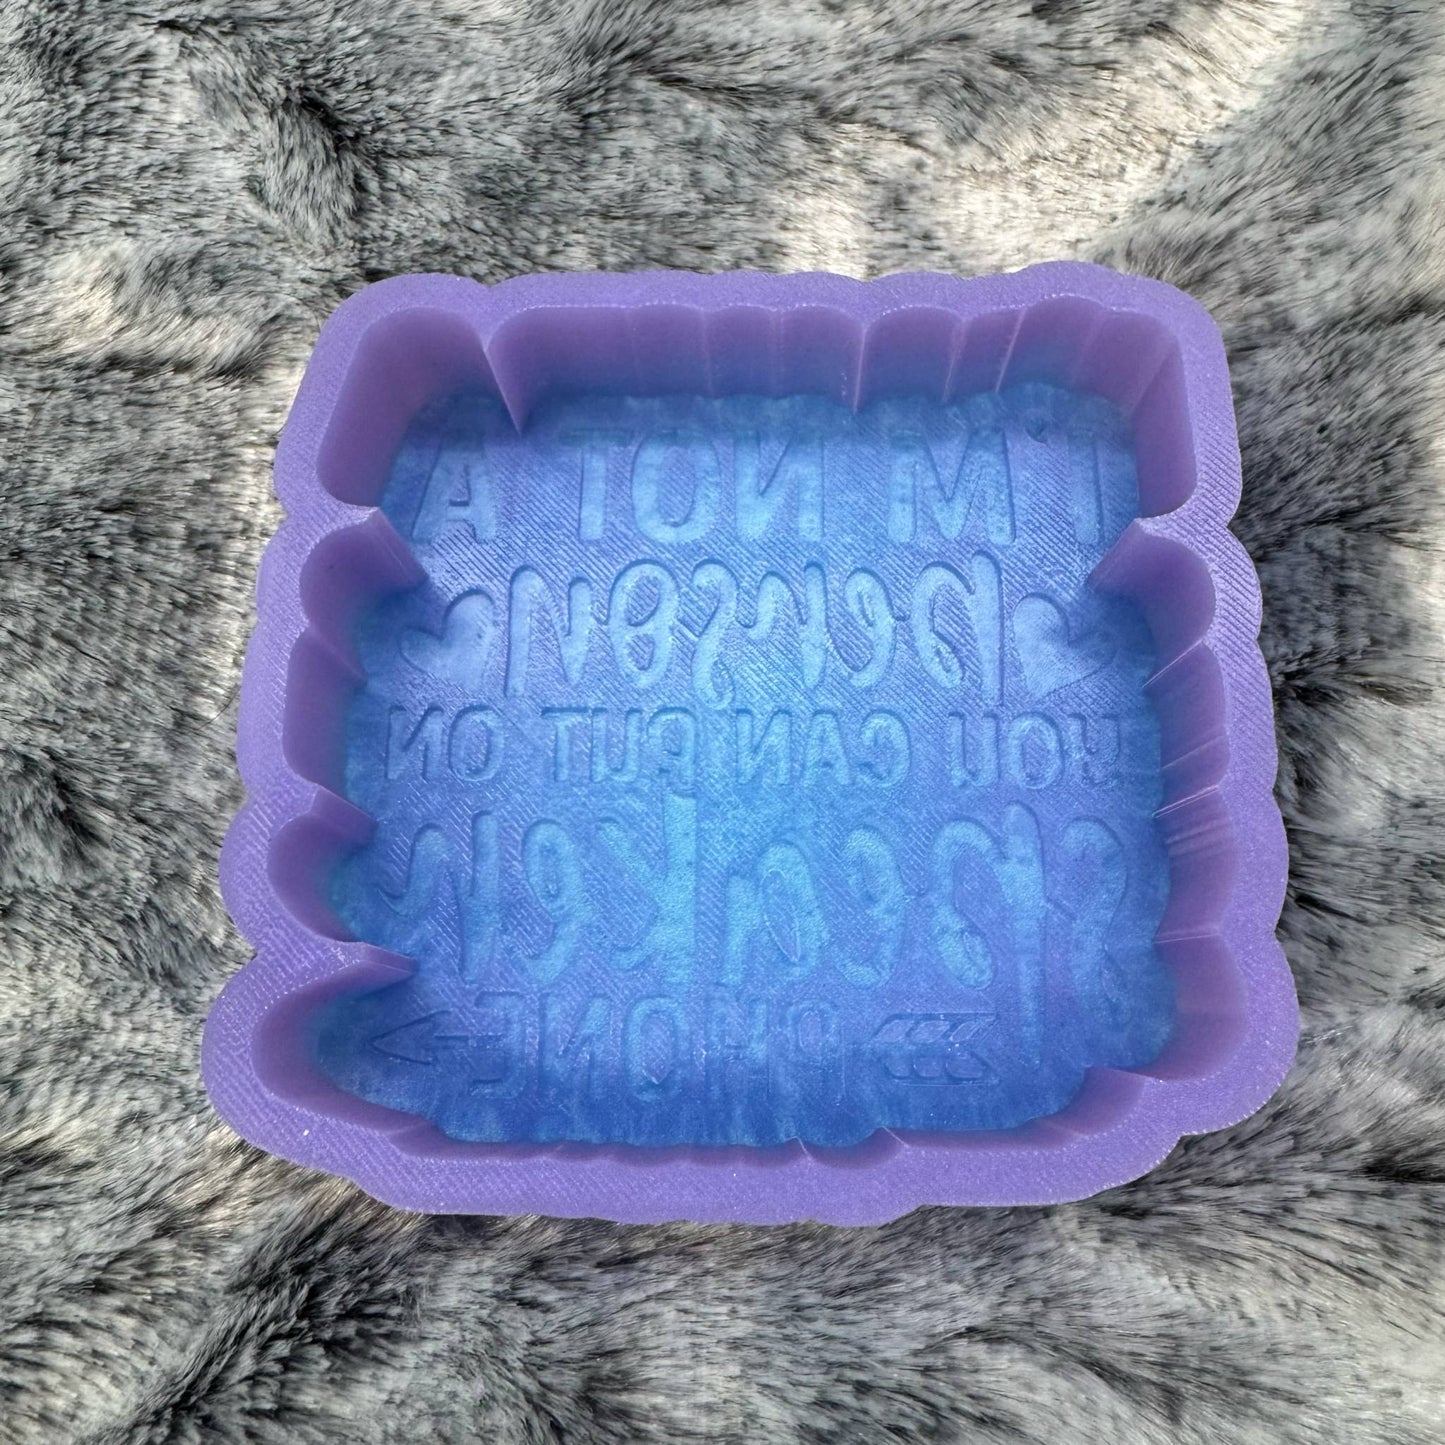 I'M NOT A
person
YOU CAN PUT ON
speaker
PHONE